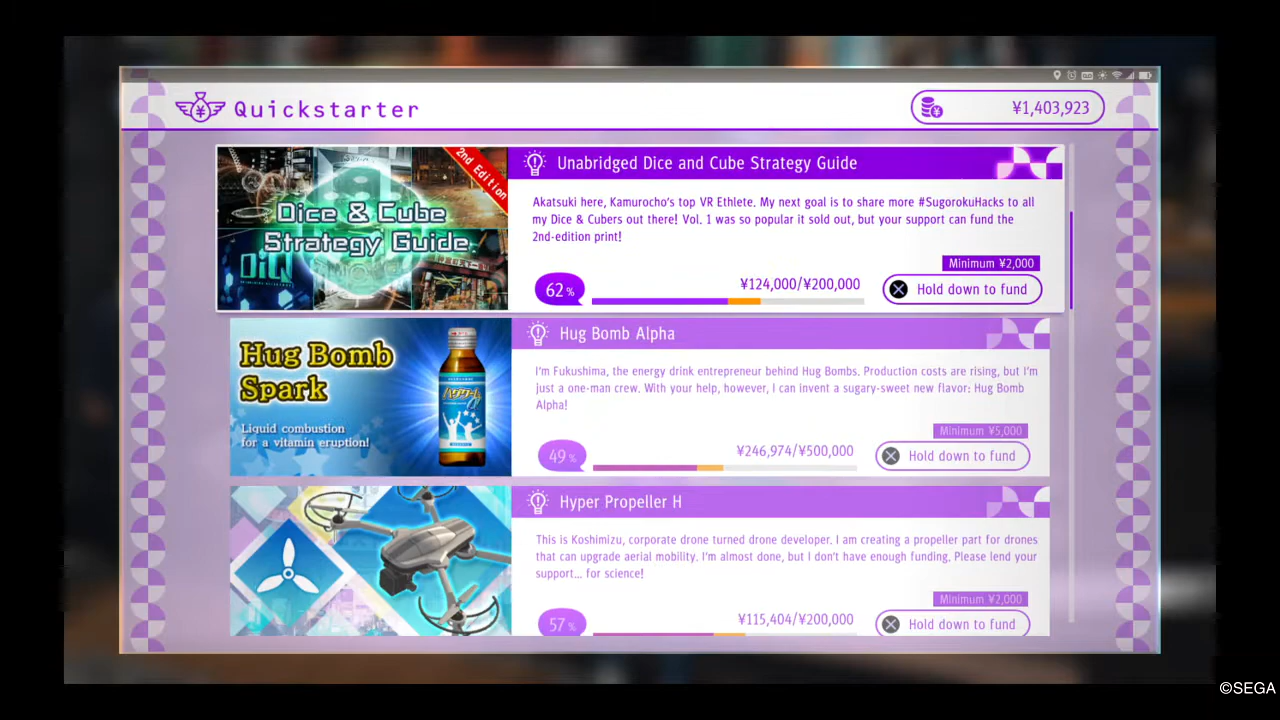 Quickstarter
¥1,403,923
2nd Edition
Dice & Cube
Strategy Guide
Unabridged Dice and Cube Strategy Guide
Akatsuki here, Kamurocho's top VR Ethlete. My next goal is to share more #SugorokuHacks to all
my Dice & Cubers out there! Vol. 1 was so popular it sold out, but your support can fund the
2nd-edition print!
Minimum ¥2,000
62%
¥124,000/¥200,000
Hold down to fund
Hug Bomb
Spark
Liquid combustion
for a vitamin eruption!
Hug Bomb Alpha
I'm Fukushima, the energy drink entrepreneur behind Hug Bombs. Production costs are rising, but I'm
just a one-man crew. With your help, however, I can invent a sugary-sweet new flavor: Hug Bomb
Alpha!
Minimum ¥5,000
49%
¥246,974/¥500,000
Hold down to fund
Hyper Propeller H
This is Koshimizu, corporate drone turned drone developer. I am creating a propeller part for drones
that can upgrade aerial mobility. I'm almost done, but I don't have enough funding. Please lend your
support... for science!
Minimum ¥2,000
57%
¥115,404/¥200,000
Hold down to fund
©SEGA